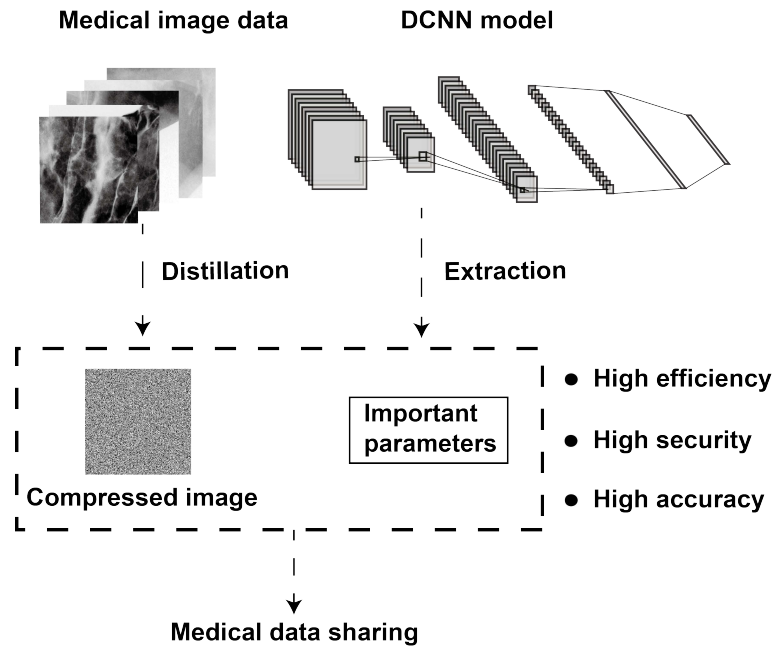 Medical image data
DCNN model
Distillation
Extraction
High efficiency
Important
parameters
High security
Compressed image
High accuracy
Medical data sharing